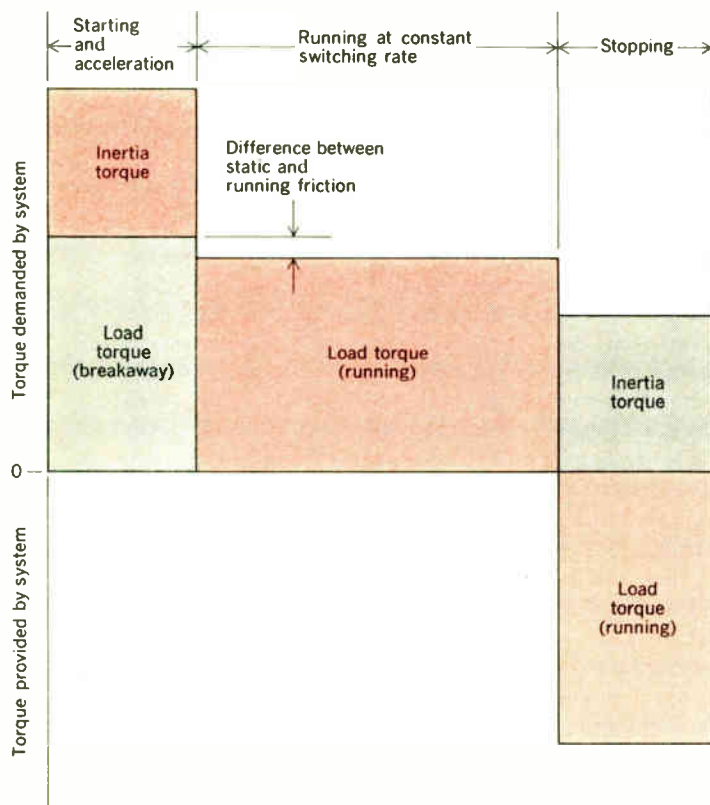 Starting
and
acceleration
Running at constant
switching rate
Stopping
Inertia
torque
Difference between
static and
running friction
Torque demanded by system
Load
torque
(breakaway)
Load torque
(running)
Inertia
torque
0
Torque provided by system
Load
torque
(running)